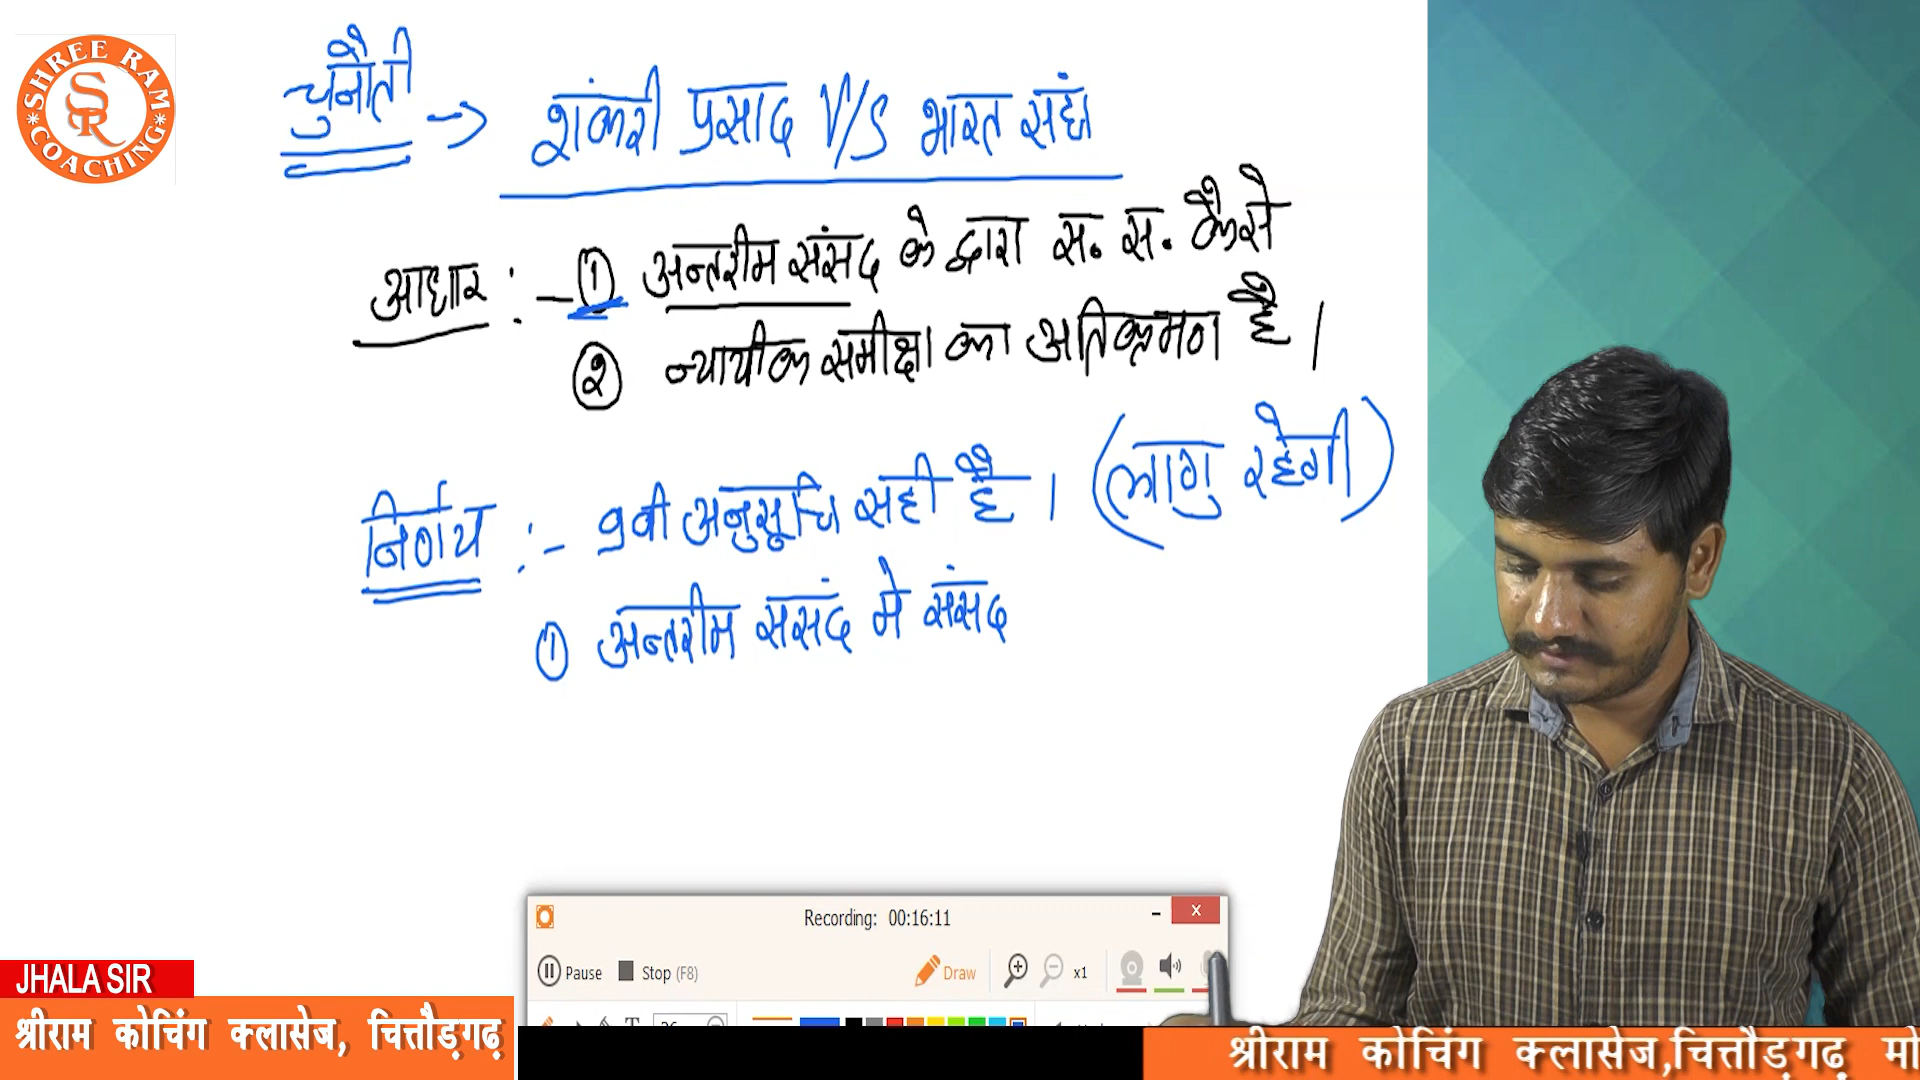 SHREE RAM
SR
COACHING
चुनौती -> शंकरी प्रसाद V/S भारत संघ
आधार :- ① अन्तरीम संसद के द्वारा स. स. कैसे
② न्यायीक समीक्षा का अतिक्रमण है।
निर्णय :- 9वी अनुसूचि सही है। (लागु रहेगी)
① अन्तरीम ससंद मे संसद
Recording: 00:16:11
Pause Stop (F8) Draw x1
JHALA SIR
श्रीराम कोचिंग क्लासेज, चित्तौड़गढ़
श्रीराम कोचिंग क्लासेज,चित्तौड़गढ़ मो